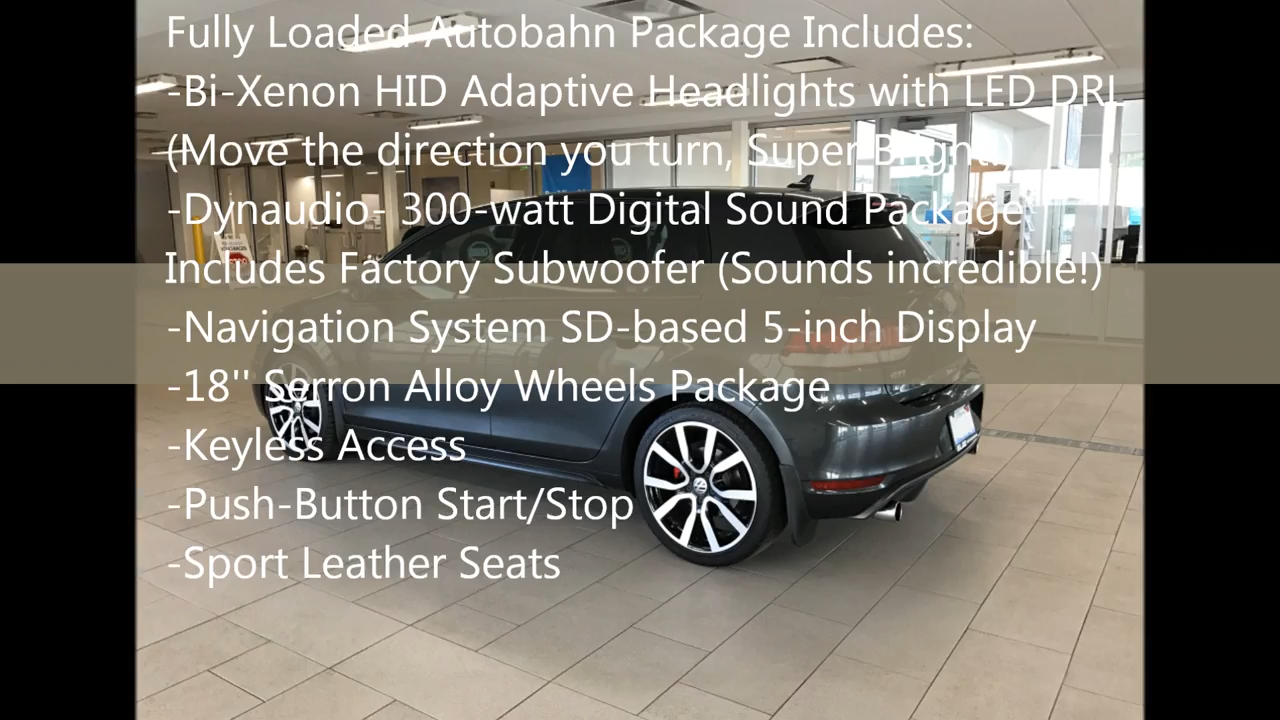 Fully Loaded Autobahn Package Includes:
-Bi-Xenon HID Adaptive Headlights with LED DRL
(Move the direction you turn, Super Bright!)
-Dynaudio- 300-watt Digital Sound Package
Includes Factory Subwoofer (Sounds incredible!)
-Navigation System SD-based 5-inch Display
-18'' Serron Alloy Wheels Package
-Keyless Access
-Push-Button Start/Stop
-Sport Leather Seats